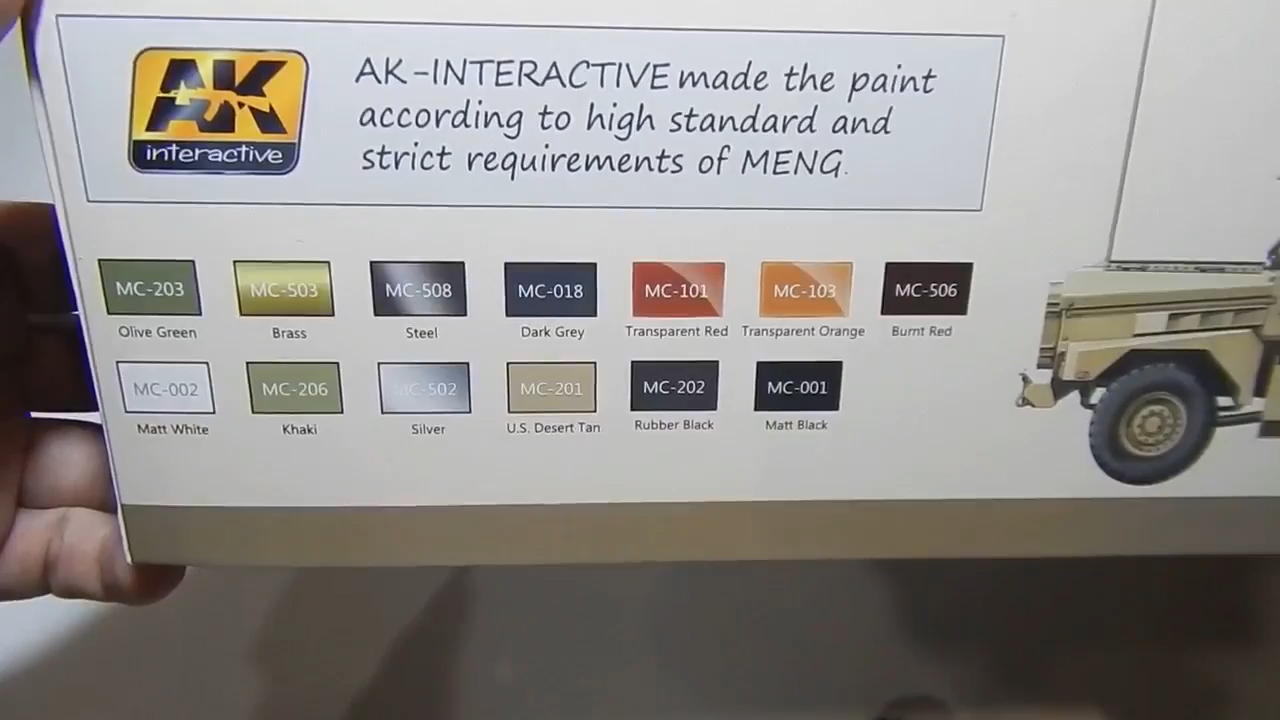 AK
interactive
AK-INTERACTIVE made the paint
according to high standard and
strict requirements of MENG.
MC-203 MC-503 MC-508 MC-018 MC-101 MC-103 MC-506
Olive Green Brass Steel Dark Grey Transparent Red Transparent Orange Burnt Red
MC-002 MC-206 MC-502 MC-201 MC-202 MC-001
Matt White Khaki Silver U.S. Desert Tan Rubber Black Matt Black